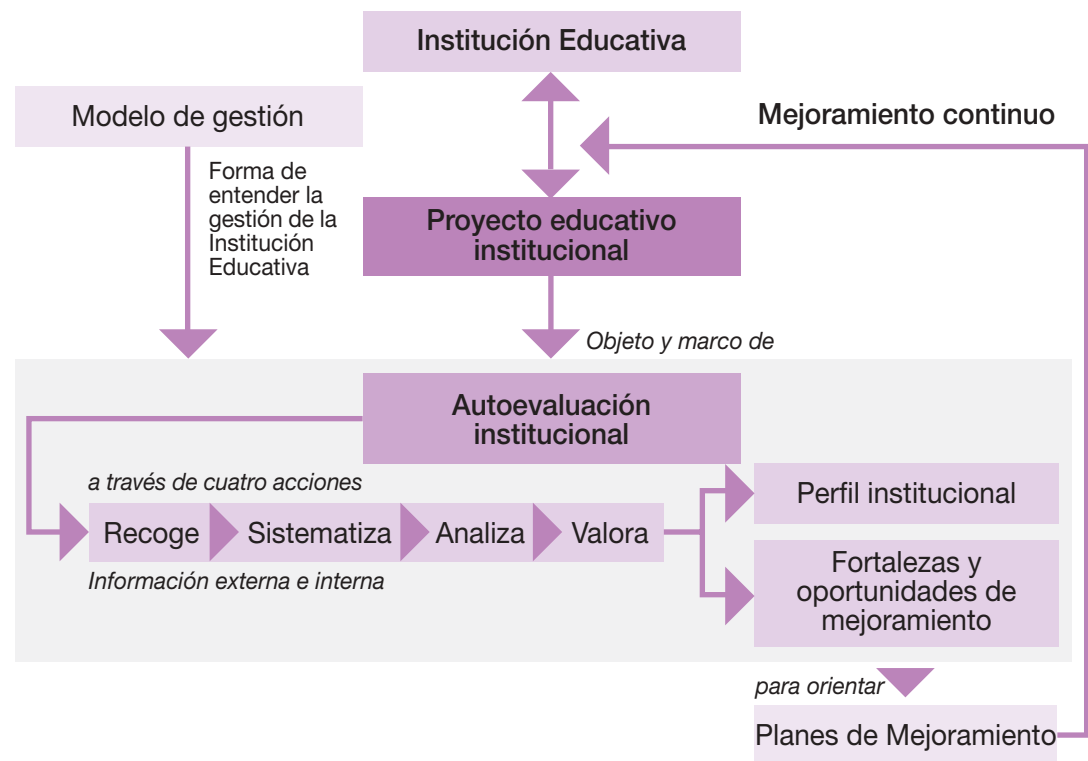 Institución Educativa
Modelo de gestión
Mejoramiento continuo
Forma de
entender la
gestión de la
Institución
Educativa
Proyecto educativo
institucional
Objeto y marco de
Autoevaluación
institucional
a través de cuatro acciones
Recoge Sistematiza Analiza Valora
Información externa e interna
Perfil institucional
Fortalezas y
oportunidades de
mejoramiento
para orientar
Planes de Mejoramiento